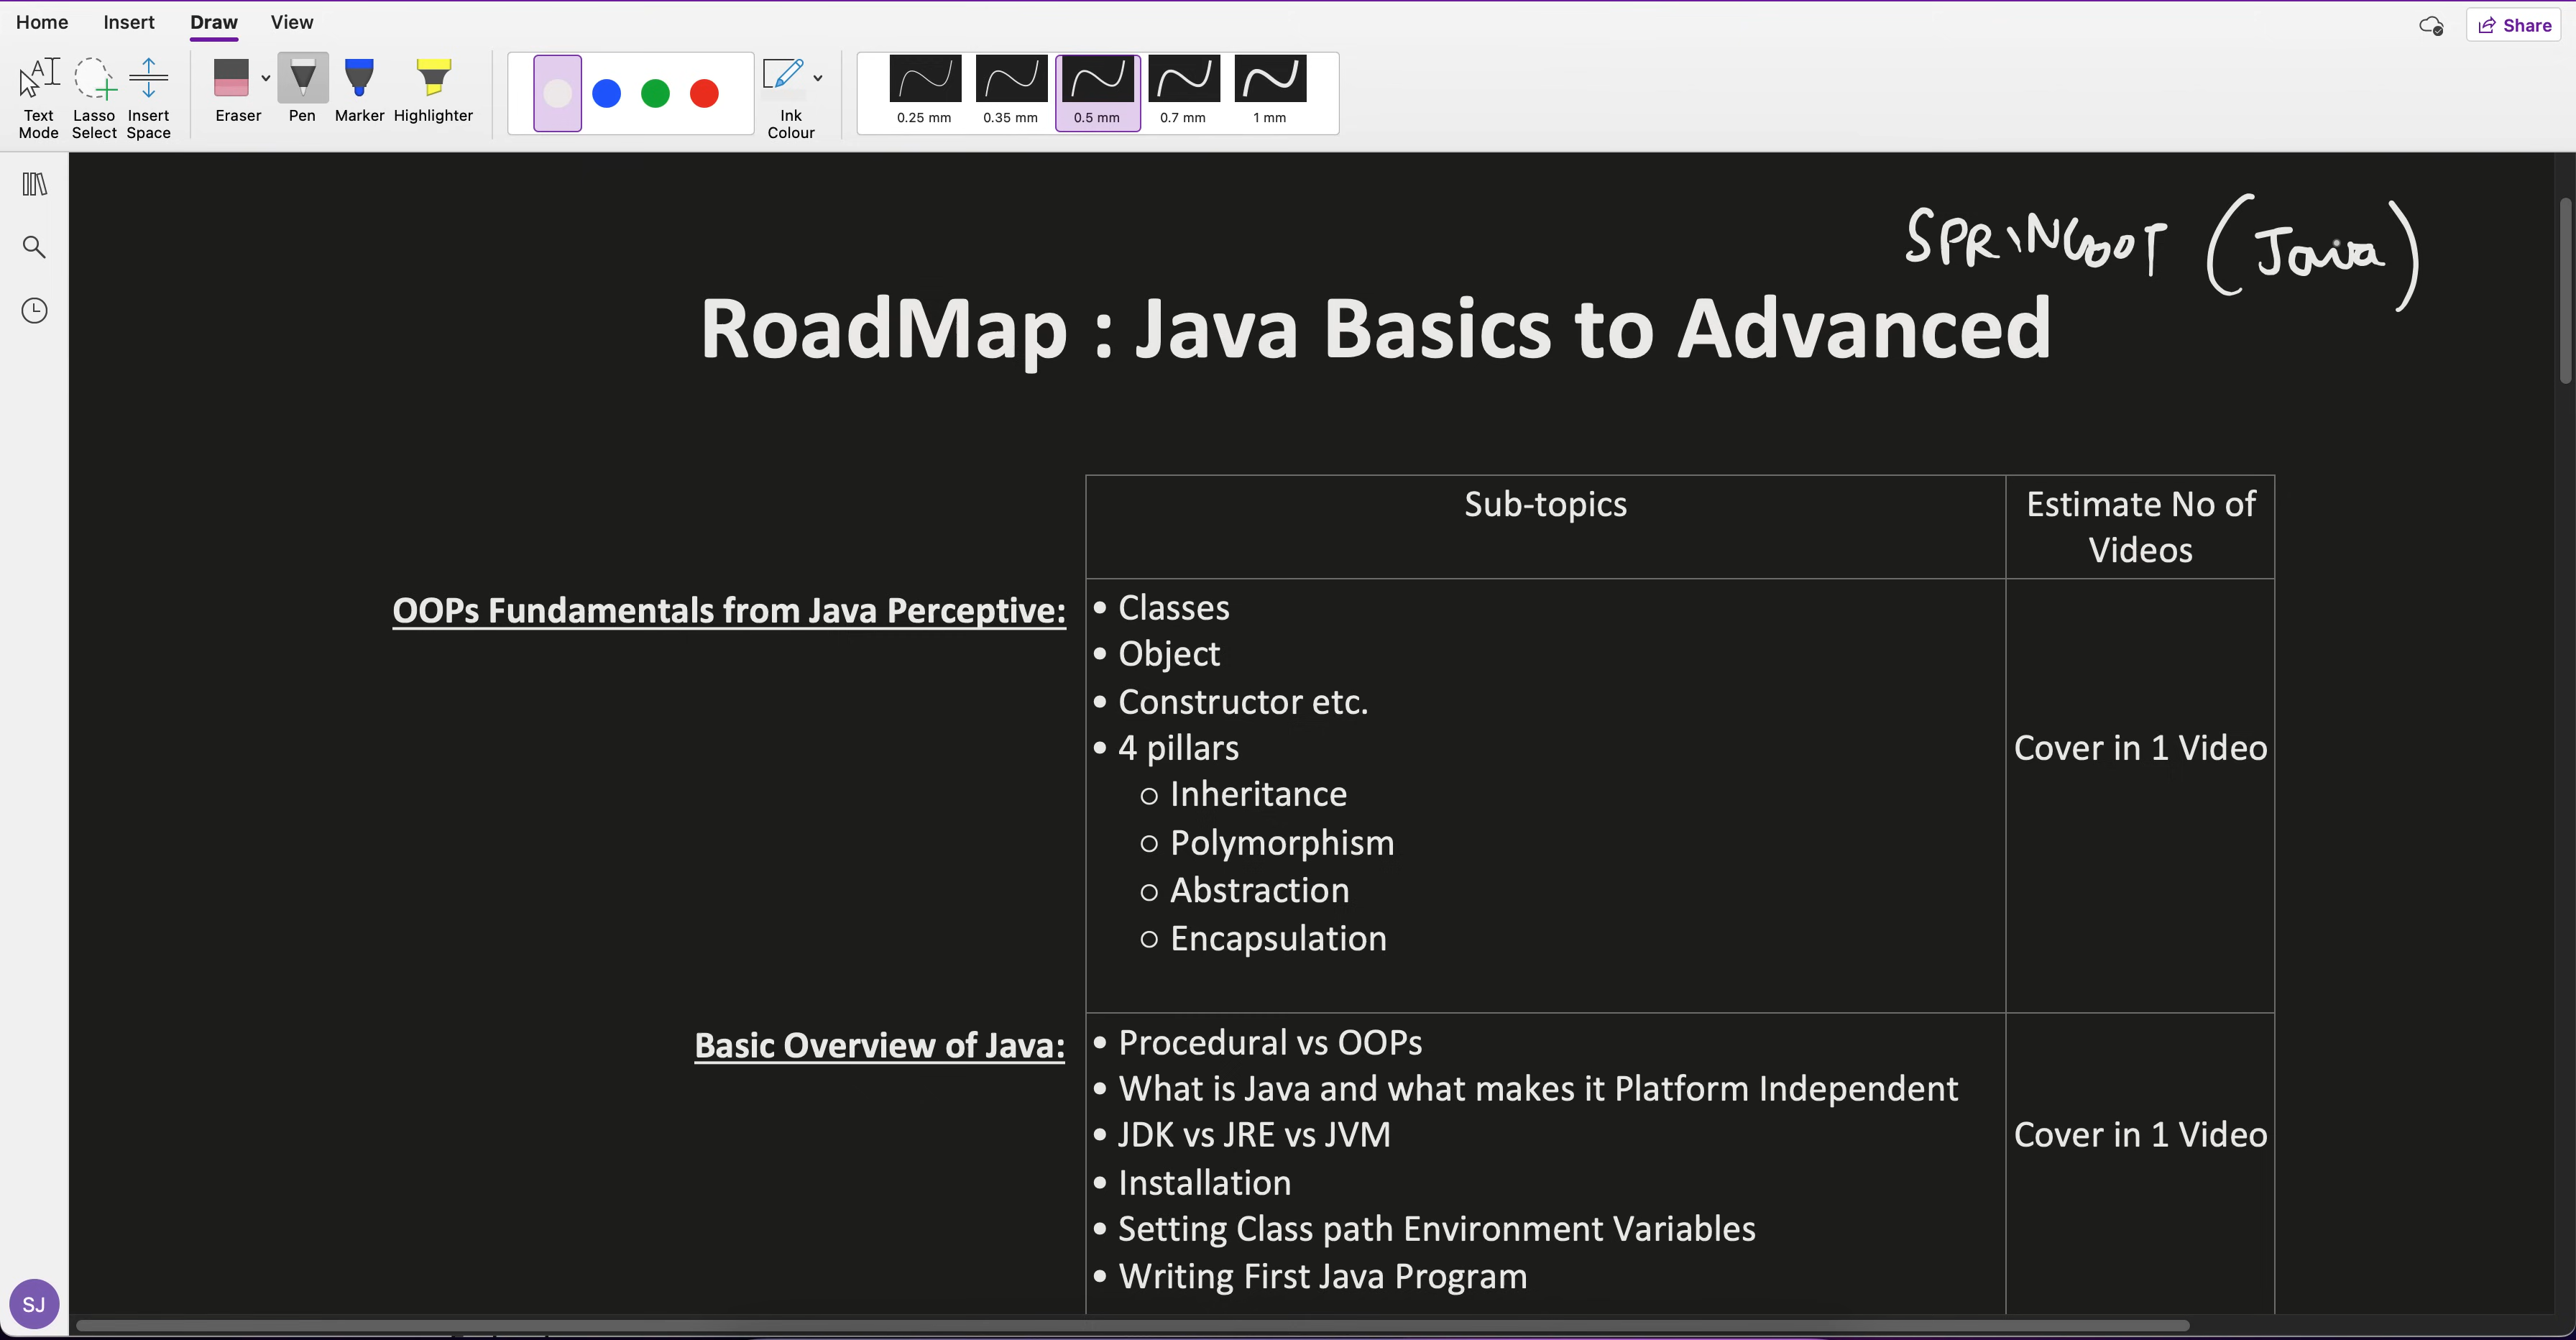 Home Insert Draw View
Share
Text Mode
Lasso Select
Insert Space
Eraser
Pen
Marker
Highlighter
Ink Colour
0.25 mm
0.35 mm
0.5 mm
0.7 mm
1 mm
SPRINGBOOT (Java)
RoadMap : Java Basics to Advanced
Sub-topics
Estimate No of
Videos
OOPs Fundamentals from Java Perceptive:
• Classes
• Object
• Constructor etc.
• 4 pillars
○ Inheritance
○ Polymorphism
○ Abstraction
○ Encapsulation
Cover in 1 Video
Basic Overview of Java:
• Procedural vs OOPs
• What is Java and what makes it Platform Independent
• JDK vs JRE vs JVM
• Installation
• Setting Class path Environment Variables
• Writing First Java Program
Cover in 1 Video
SJ